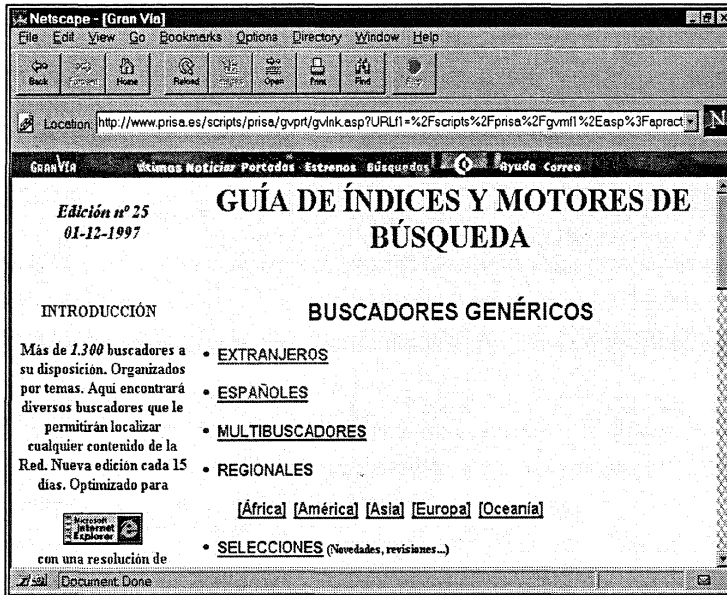 Netscape - [Gran Vía]
File Edit View Go Bookmarks Options Directory Window Help
Back Forward Home Reload Images Open Print Find Stop
Location: http://www.prisa.es/scripts/prisa/gvprt/gvlnk.asp?URLf1=%2Fscripts%2Fprisa%2Fgvmf1%2Easp%3Fapract
N
GRANVÍA Últimas Noticias Portadas Estrenos Búsquedas Ayuda Correo
Edición nº 25
01-12-1997
INTRODUCCIÓN
Más de 1.300 buscadores a
su disposición. Organizados
por temas. Aquí encontrará
diversos buscadores que le
permitirán localizar
cualquier contenido de la
Red. Nueva edición cada 15
días. Optimizado para
Microsoft
Internet
Explorer
con una resolución de
GUÍA DE ÍNDICES Y MOTORES DE
BÚSQUEDA
BUSCADORES GENÉRICOS
• EXTRANJEROS
• ESPAÑOLES
• MULTIBUSCADORES
• REGIONALES
[África] [América] [Asia] [Europa] [Oceanía]
• SELECCIONES (Novedades, revisiones...)
Document: Done